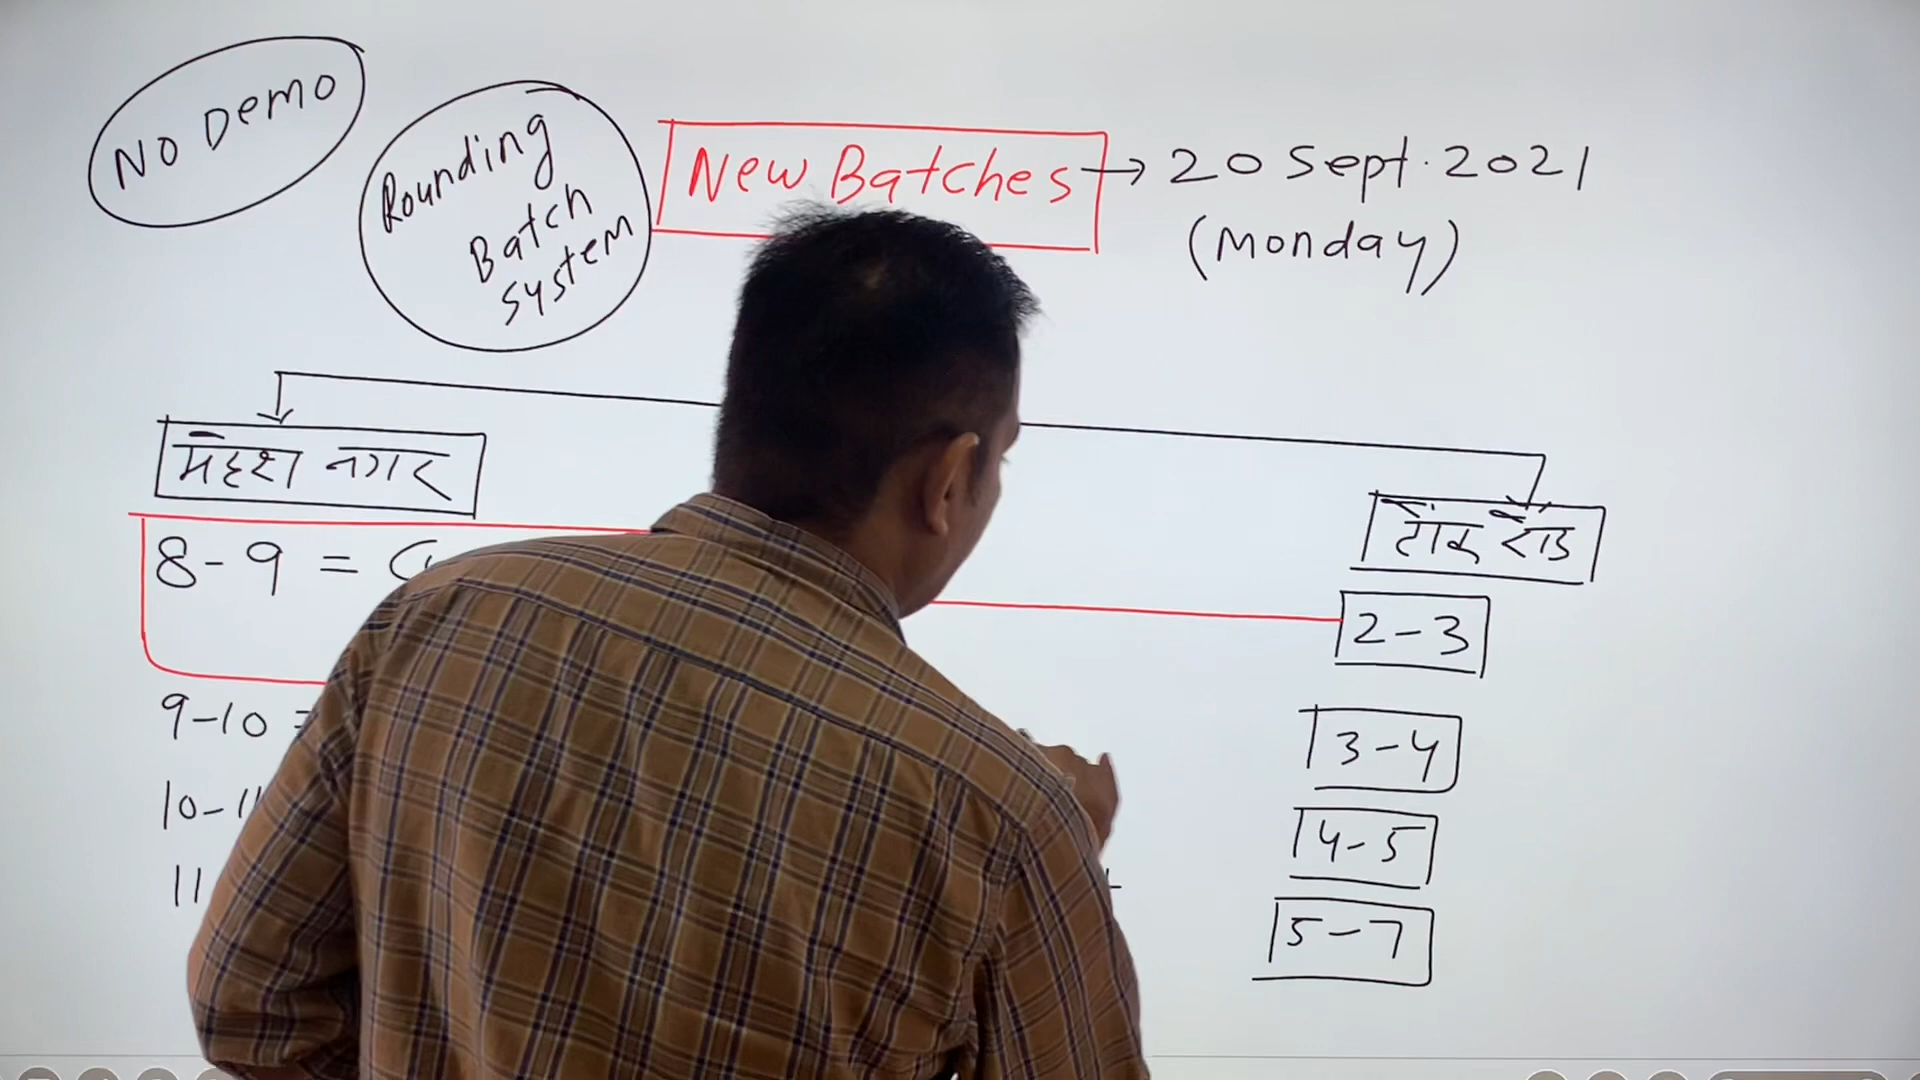 NO Demo
Rounding
Batch
system
New Batches → 20 Sept. 2021
(Monday)
महेश नगर
टोंक रोड
8-9 =
2-3
9-10 =
3-4
10-11
4-5
11
5-7